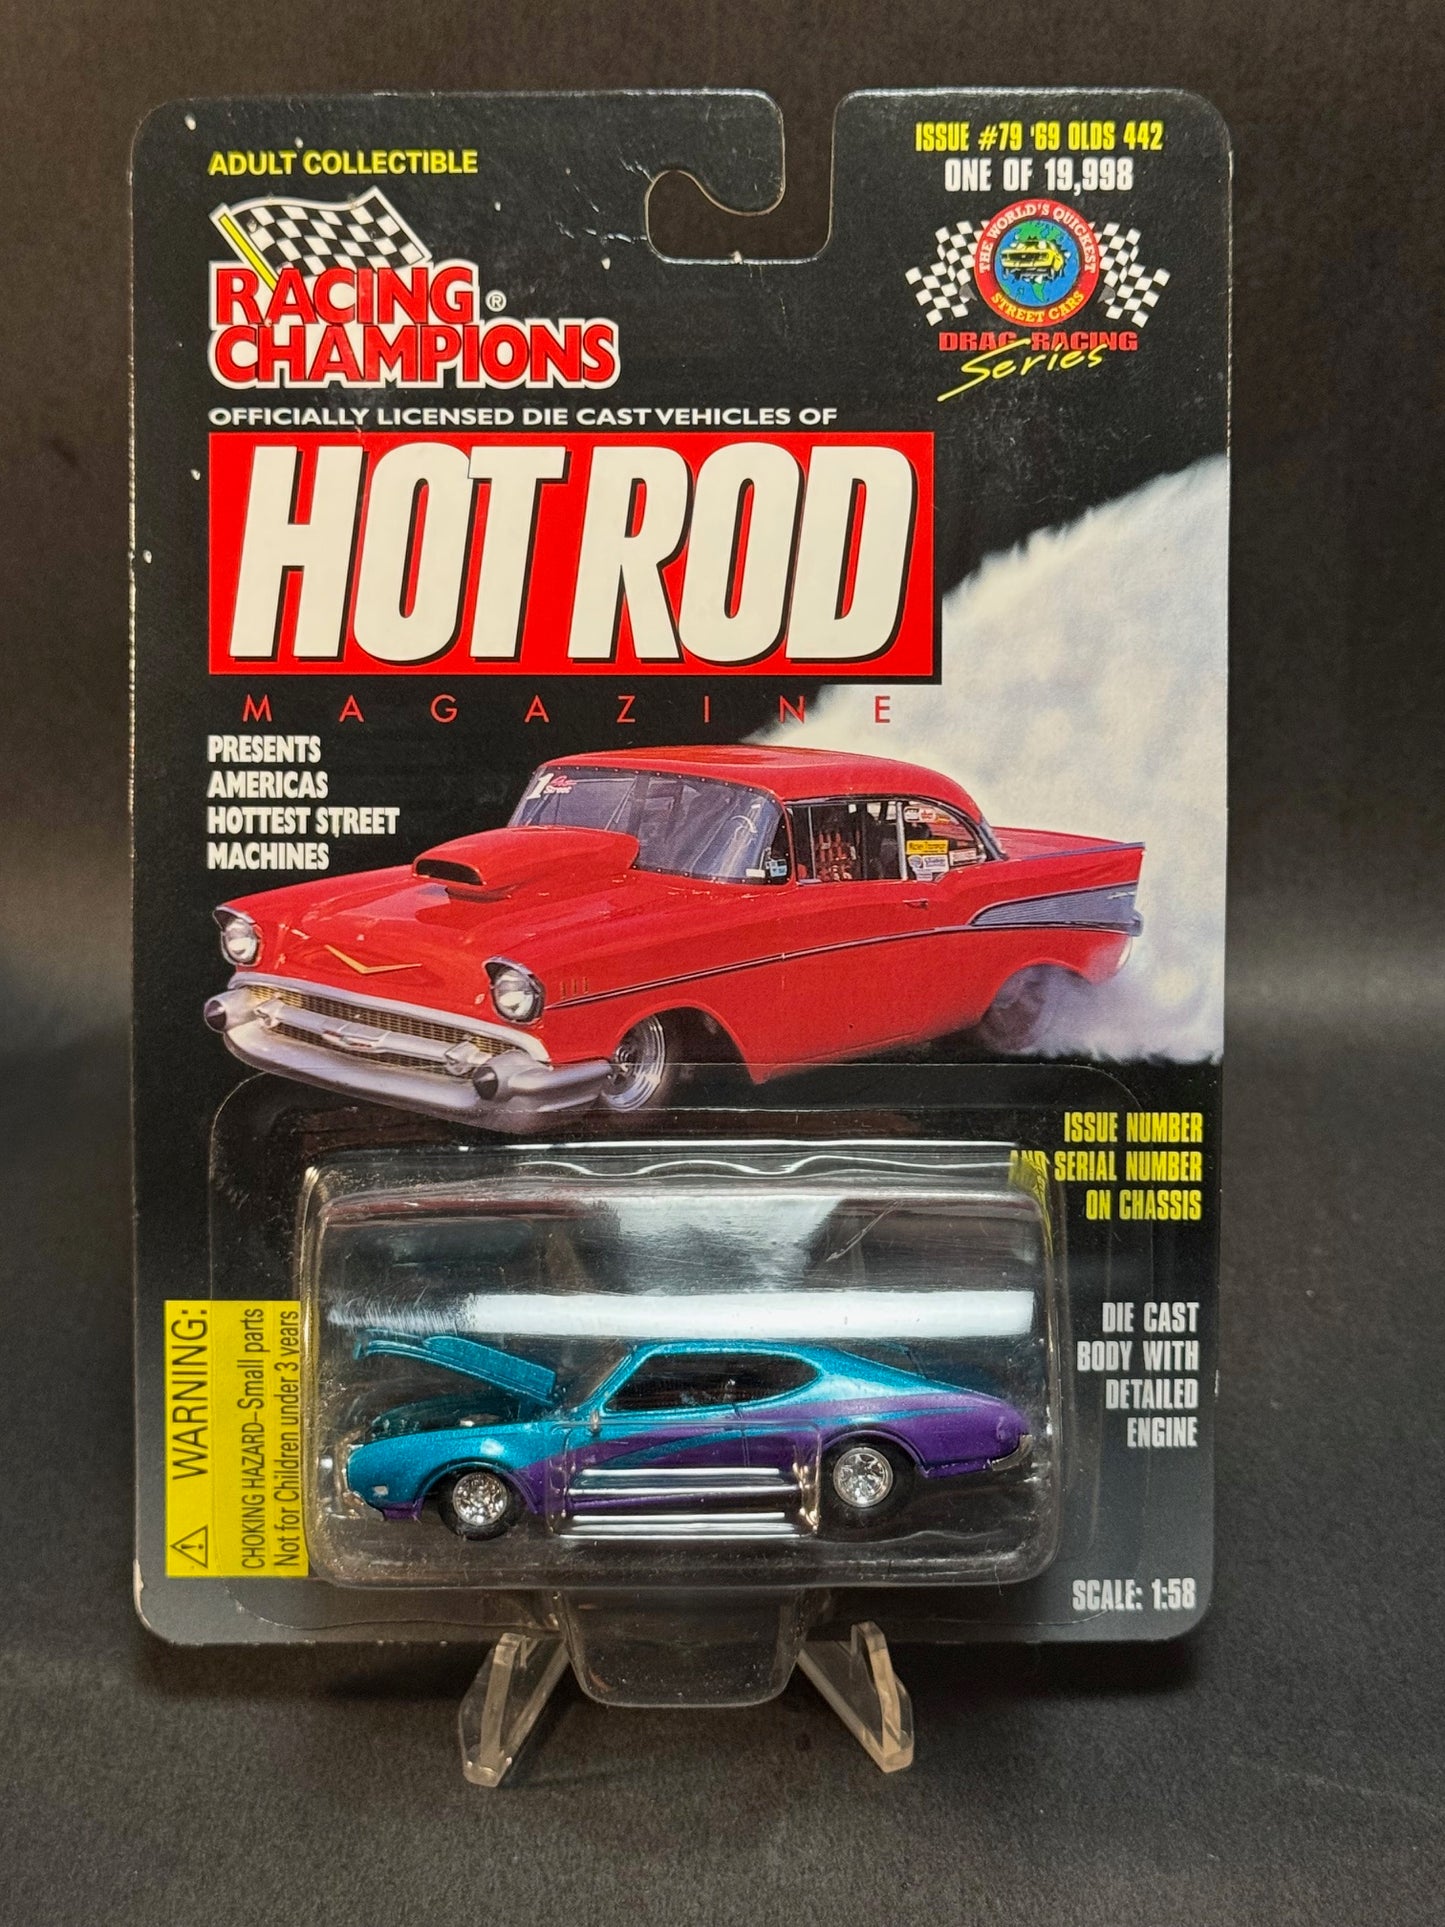 ADULT COLLECTIBLE
RACING ®
CHAMPIONS
ISSUE #79 '69 OLDS 442
ONE OF 19,998
THE WORLD'S QUICKEST
STREET CARS
DRAG RACING
Series
OFFICIALLY LICENSED DIE CAST VEHICLES OF
HOT ROD
MAGAZINE
PRESENTS
AMERICAS
HOTTEST STREET
MACHINES
1
Street
ISSUE NUMBER
AND SERIAL NUMBER
ON CHASSIS
DIE CAST
BODY WITH
DETAILED
ENGINE
SCALE: 1:58
WARNING:
CHOKING HAZARD–Small parts
Not for Children under 3 years